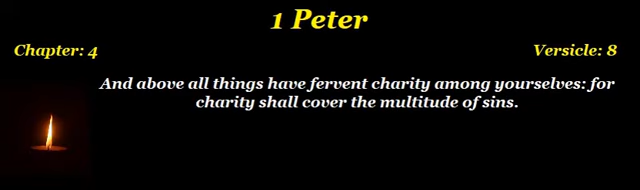 1 Peter
Chapter: 4
Versicle: 8
And above all things have fervent charity among yourselves: for
charity shall cover the multitude of sins.